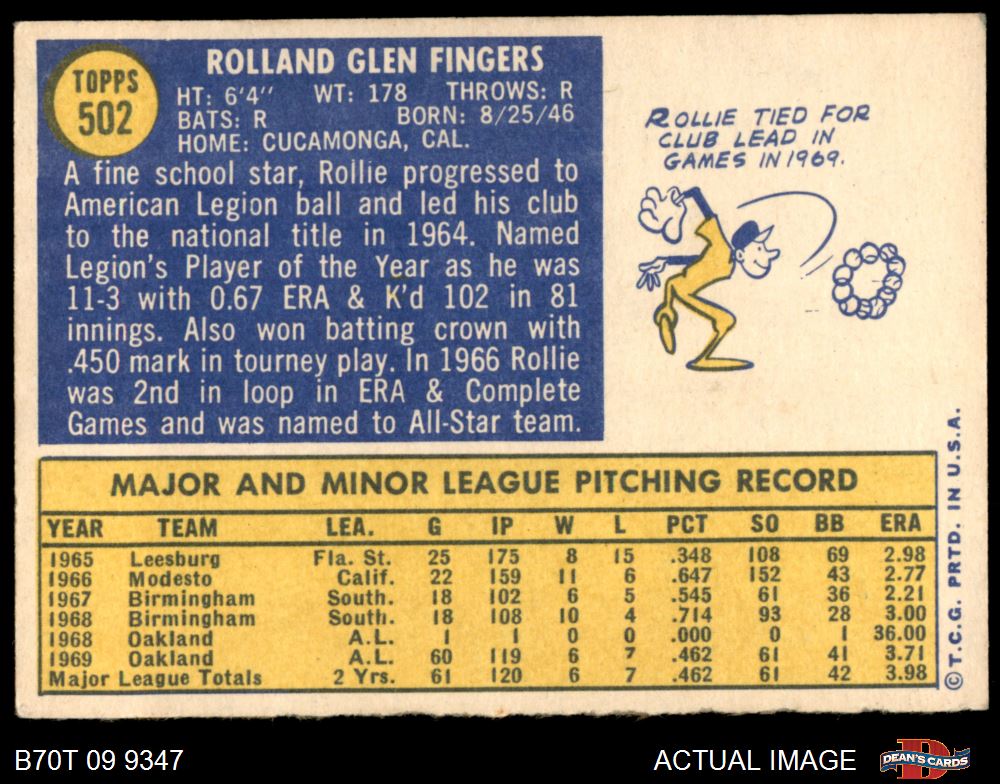 TOPPS
502
ROLLAND GLEN FINGERS
HT: 6'4" WT: 178 THROWS: R
BATS: R BORN: 8/25/46
HOME: CUCAMONGA, CAL.
A fine school star, Rollie progressed to
American Legion ball and led his club
to the national title in 1964. Named
Legion's Player of the Year as he was
11-3 with 0.67 ERA & K'd 102 in 81
innings. Also won batting crown with
.450 mark in tourney play. In 1966 Rollie
was 2nd in loop in ERA & Complete
Games and was named to All-Star team.
ROLLIE TIED FOR
CLUB LEAD IN
GAMES IN 1969.
MAJOR AND MINOR LEAGUE PITCHING RECORD
YEAR TEAM LEA. G IP W L PCT SO BB ERA
1965 Leesburg Fla. St. 25 175 8 15 .348 108 69 2.98
1966 Modesto Calif. 22 159 11 6 .647 152 43 2.77
1967 Birmingham South. 18 102 6 5 .545 61 36 2.21
1968 Birmingham South. 18 108 10 4 .714 93 28 3.00
1968 Oakland A.L. 1 1 0 0 .000 0 1 36.00
1969 Oakland A.L. 60 119 6 7 .462 61 41 3.71
Major League Totals 2 Yrs. 61 120 6 7 .462 61 42 3.98
© T.C.G. PRTD. IN U.S.A.
B70T 09 9347
ACTUAL IMAGE
DEAN'S CARDS